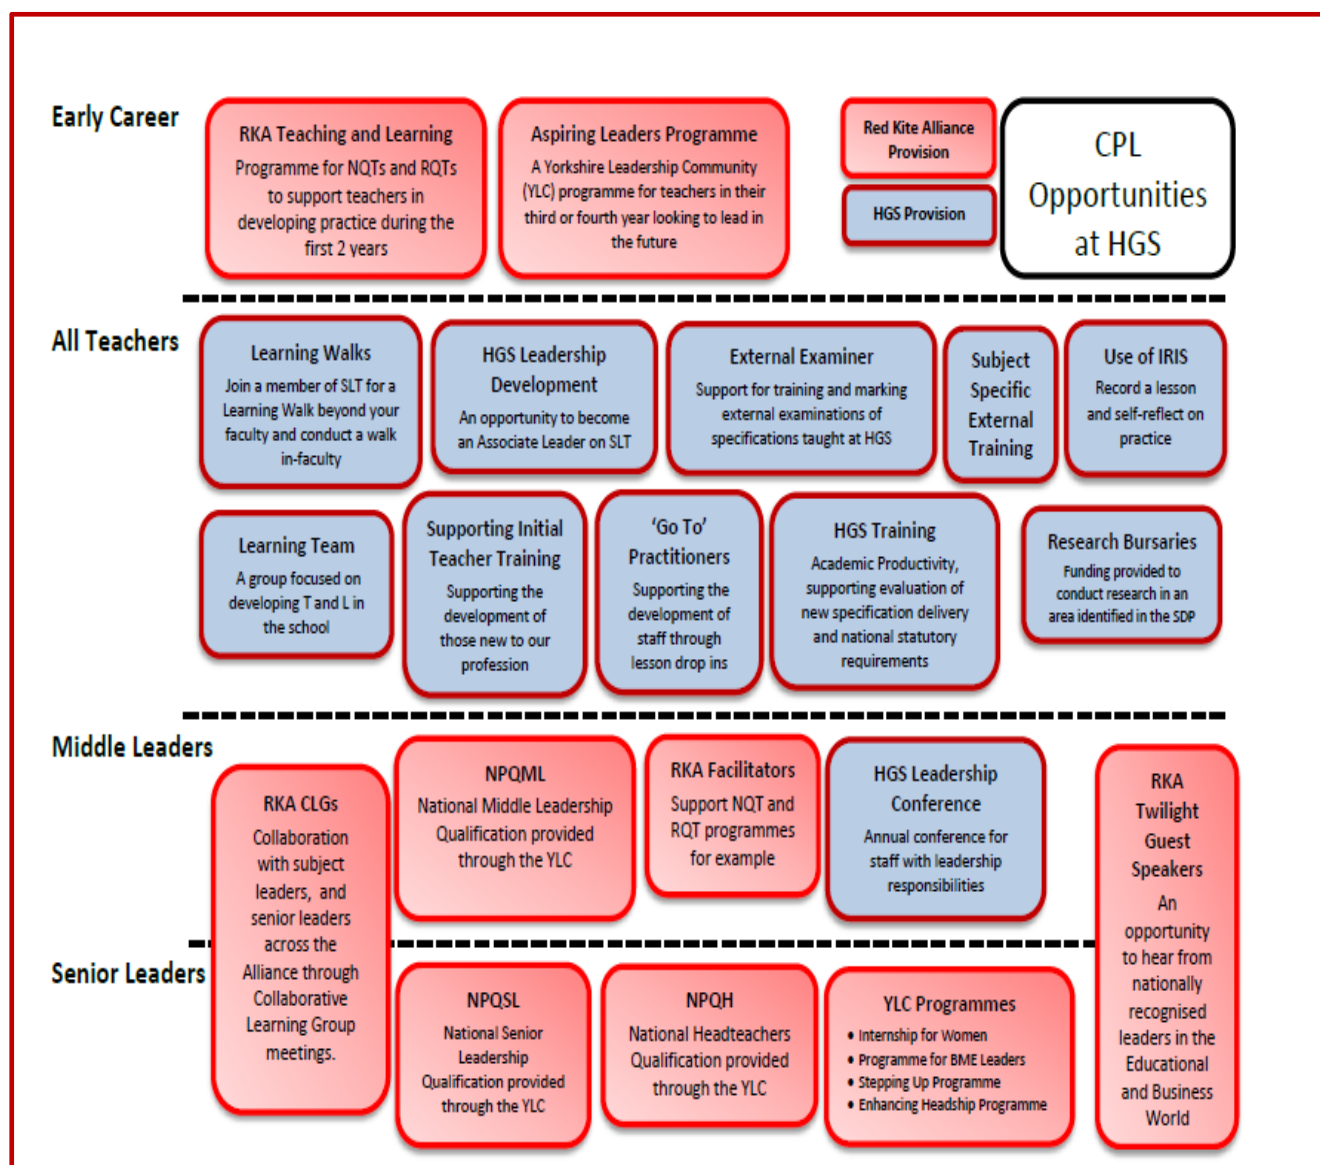 Early Career
RKA Teaching and Learning
Programme for NQTs and RQTs
to support teachers in
developing practice during the
first 2 years
Aspiring Leaders Programme
A Yorkshire Leadership Community
(YLC) programme for teachers in their
third or fourth year looking to lead in
the future
Red Kite Alliance
Provision
HGS Provision
CPL
Opportunities
at HGS
All Teachers
Learning Walks
Join a member of SLT for a
Learning Walk beyond your
faculty and conduct a walk
in-faculty
HGS Leadership
Development
An opportunity to become
an Associate Leader on SLT
External Examiner
Support for training and marking
external examinations of
specifications taught at HGS
Subject
Specific
External
Training
Use of IRIS
Record a lesson
and self-reflect on
practice
Learning Team
A group focused on
developing T and L in
the school
Supporting Initial
Teacher Training
Supporting the
development of
those new to our
profession
‘Go To’
Practitioners
Supporting the
development of
staff through
lesson drop ins
HGS Training
Academic Productivity,
supporting evaluation of
new specification delivery
and national statutory
requirements
Research Bursaries
Funding provided to
conduct research in an
area identified in the SDP
Middle Leaders
RKA CLGs
Collaboration
with subject
leaders, and
senior leaders
across the
Alliance through
Collaborative
Learning Group
meetings.
NPQML
National Middle Leadership
Qualification provided
through the YLC
RKA Facilitators
Support NQT and
RQT programmes
for example
HGS Leadership
Conference
Annual conference for
staff with leadership
responsibilities
RKA
Twilight
Guest
Speakers
An
opportunity
to hear from
nationally
recognised
leaders in the
Educational
and Business
World
Senior Leaders
NPQSL
National Senior
Leadership
Qualification provided
through the YLC
NPQH
National Headteachers
Qualification provided
through the YLC
YLC Programmes
• Internship for Women
• Programme for BME Leaders
• Stepping Up Programme
• Enhancing Headship Programme